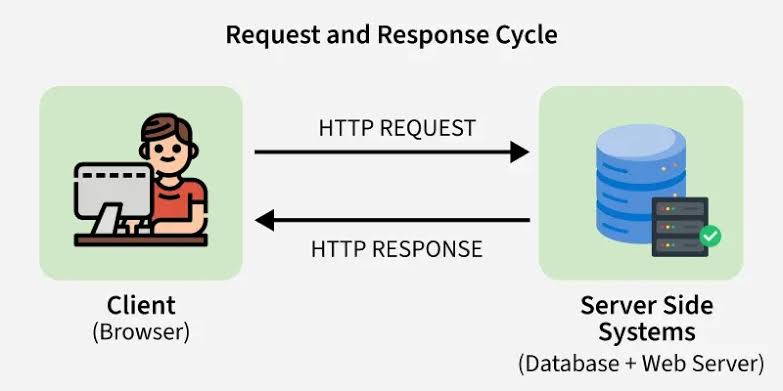 Request and Response Cycle
HTTP REQUEST
HTTP RESPONSE
Client
(Browser)
Server Side
Systems
(Database + Web Server)